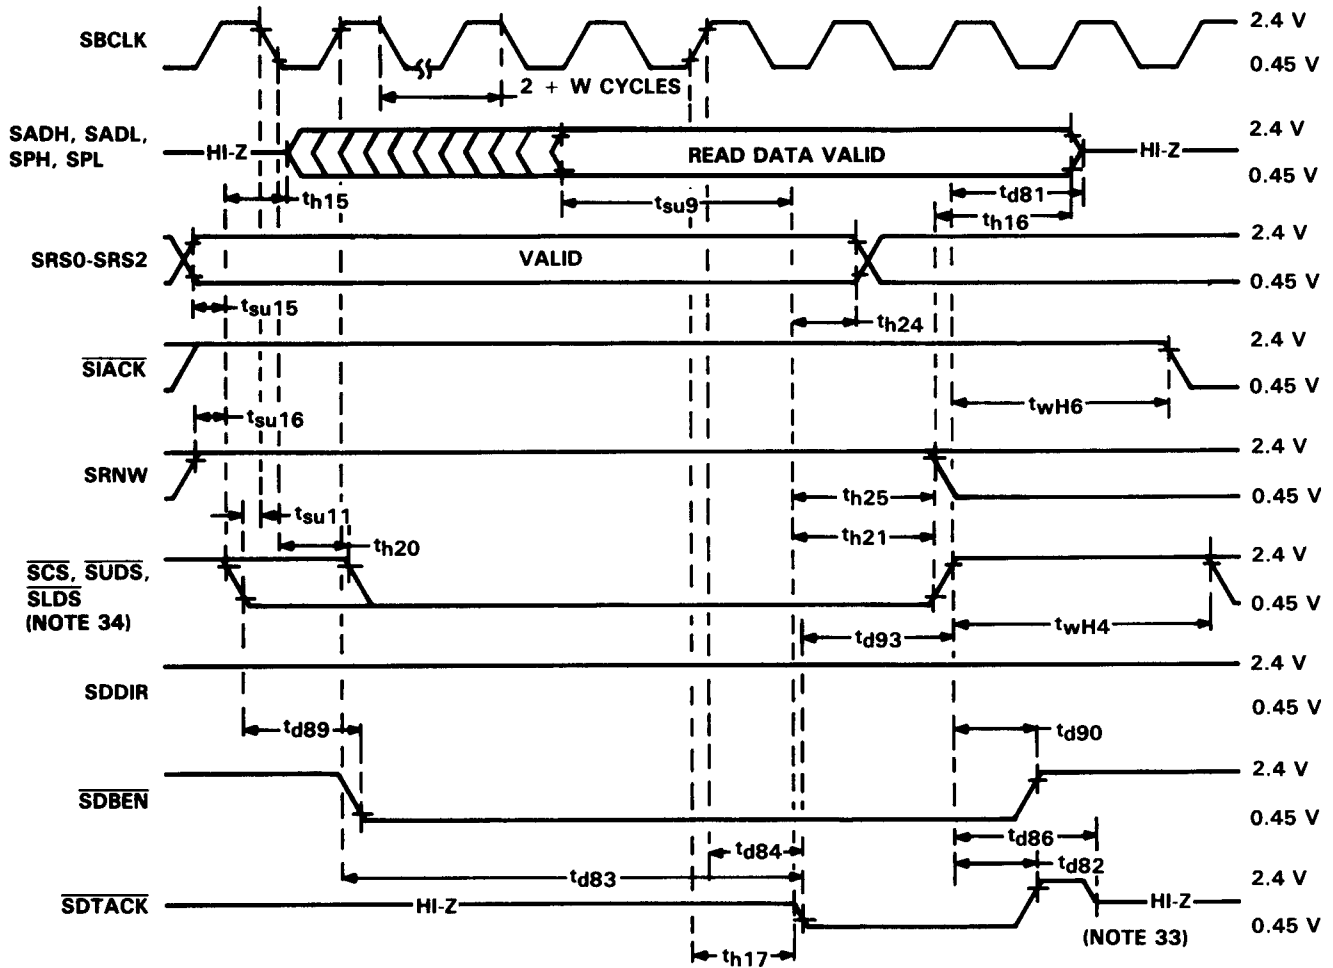 SBCLK
2.4 V
0.45 V
2 + W CYCLES
SADH, SADL,
SPH, SPL
HI-Z
READ DATA VALID
HI-Z
2.4 V
0.45 V
th15
tsu9
td81
th16
SRS0-SRS2
VALID
2.4 V
0.45 V
tsu15
th24
SIACK
2.4 V
0.45 V
tsu16
twH6
SRNW
2.4 V
0.45 V
tsu11
th25
th20
th21
SCS, SUDS,
SLDS
(NOTE 34)
2.4 V
0.45 V
td93
twH4
SDDIR
2.4 V
0.45 V
td89
td90
SDBEN
2.4 V
0.45 V
td84
td86
td83
td82
SDTACK
HI-Z
HI-Z
2.4 V
0.45 V
(NOTE 33)
th17